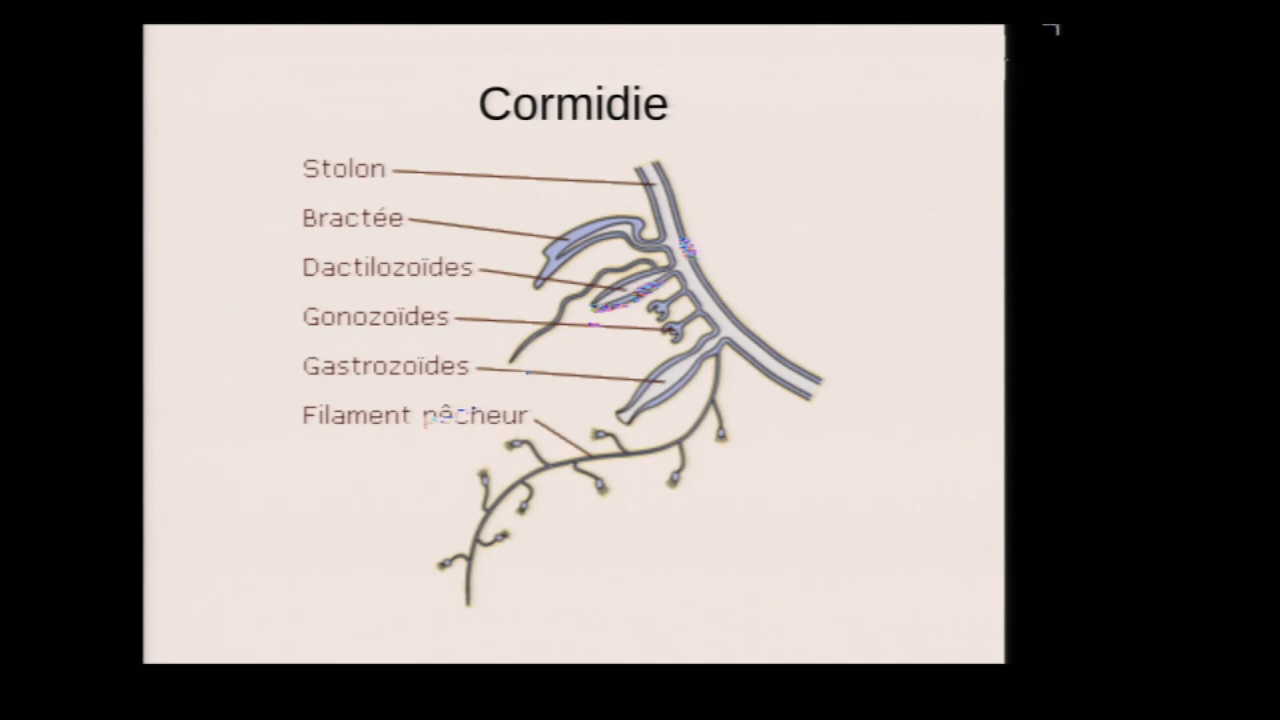 Cormidie
Stolon
Bractée
Dactilozoïdes
Gonozoïdes
Gastrozoïdes
Filament pêcheur